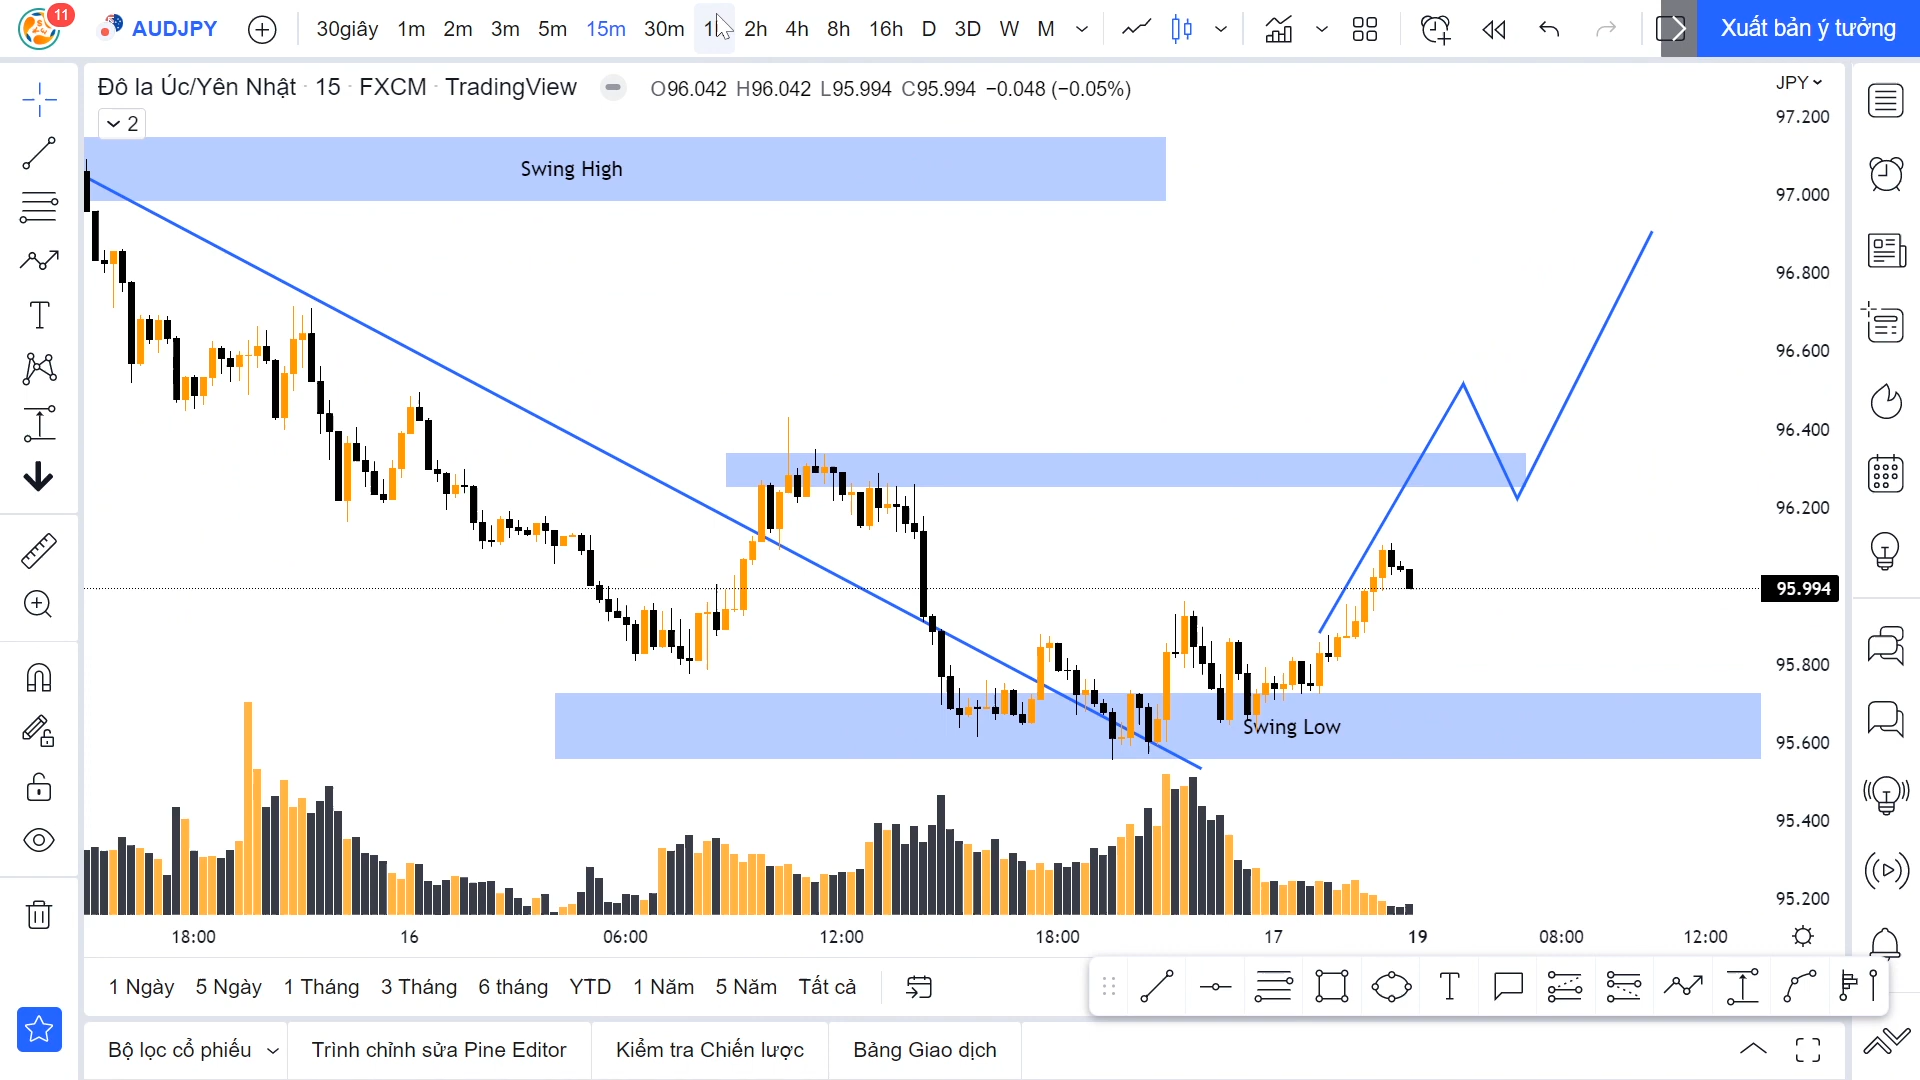 11
AUDJPY 30giây 1m 2m 3m 5m 15m 30m 2h 4h 8h 16h D 3D W M Xuất bản ý tưởng
Đô la Úc/Yên Nhật · 15 · FXCM · TradingView O96.042 H96.042 L95.994 C95.994 −0.048 (−0.05%) JPY
2
97.200
Swing High
97.000
96.800
96.600
96.400
96.200
95.994
95.800
Swing Low
95.600
95.400
95.200
18:00 16 06:00 12:00 18:00 17 19 08:00 12:00
1 Ngày 5 Ngày 1 Tháng 3 Tháng 6 tháng YTD 1 Năm 5 Năm Tất cả
Bộ lọc cổ phiếu Trình chỉnh sửa Pine Editor Kiểm tra Chiến lược Bảng Giao dịch